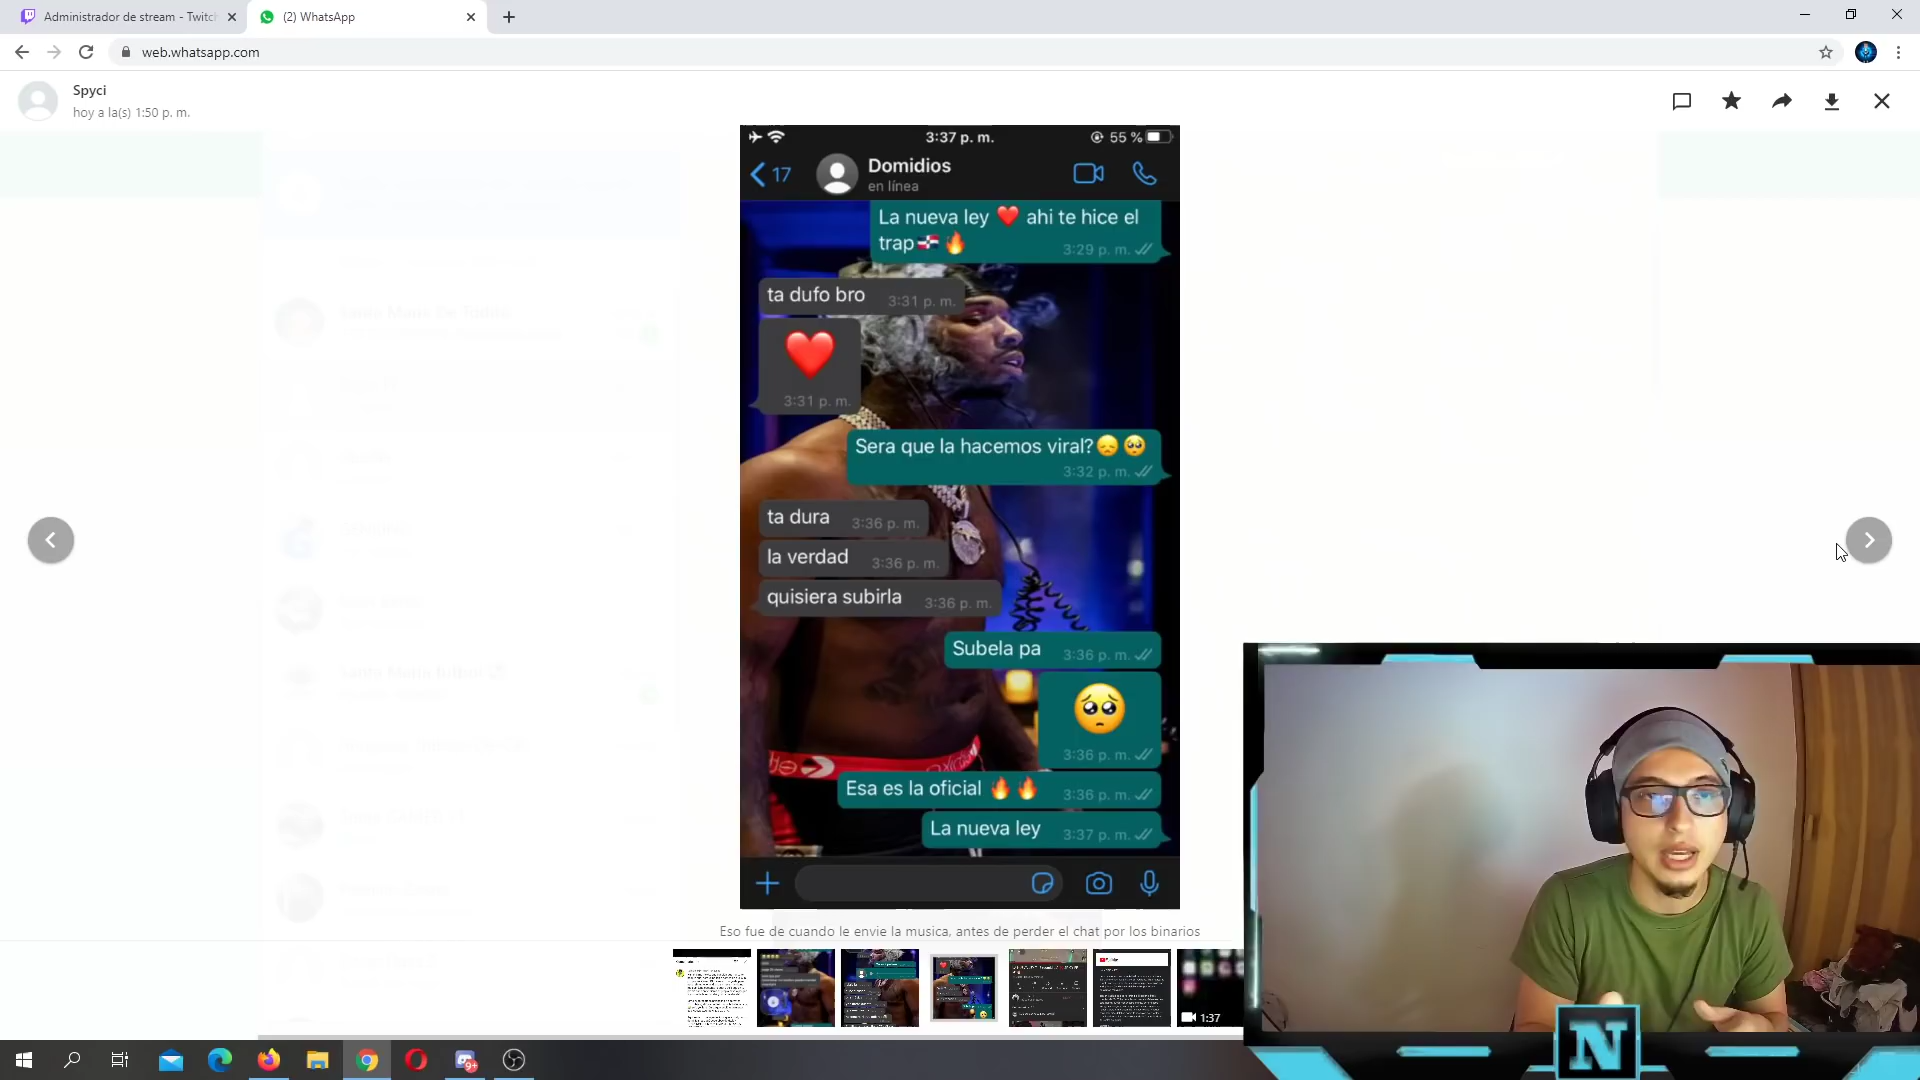 Administrador de stream - Twitch
(2) WhatsApp
web.whatsapp.com
Spyci
hoy a la(s) 1:50 p. m.
3:37 p. m.
55 %
17
Domidios
en línea
La nueva ley ❤️ ahi te hice el
trap🇩🇴🔥
3:29 p. m.
ta dufo bro
3:31 p. m.
❤️
3:31 p. m.
Sera que la hacemos viral?😞🥺
3:32 p. m.
ta dura
3:36 p. m.
la verdad
3:36 p. m.
quisiera subirla
3:36 p. m.
Subela pa
3:36 p. m.
🥺
3:36 p. m.
Esa es la oficial 🔥🔥
3:36 p. m.
La nueva ley
3:37 p. m.
Eso fue de cuando le envie la musica, antes de perder el chat por los binarios
1:37
N